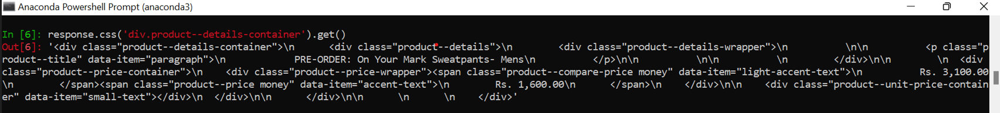 Anaconda Powershell Prompt (anaconda3)
In [6]: response.css('div.product--details-container').get()
Out[6]: '<div class="product--details-container">\n      <div class="product--details">\n        <div class="product--details-wrapper">\n          \n\n          <p class="p
roduct--title" data-item="paragraph">\n            PRE-ORDER: On Your Mark Sweatpants- Mens\n          </p>\n\n          \n\n          \n        </div>\n\n        \n  <div
class="product--price-container">\n    <div class="product--price-wrapper"><span class="product--compare-price money" data-item="light-accent-text">\n          Rs. 3,100.00
\n        </span><span class="product--price money" data-item="accent-text">\n        Rs. 1,600.00\n      </span>\n    </div>\n\n    <div class="product--unit-price-contain
er" data-item="small-text"></div>\n  </div>\n\n      </div>\n\n      \n      \n    </div>'